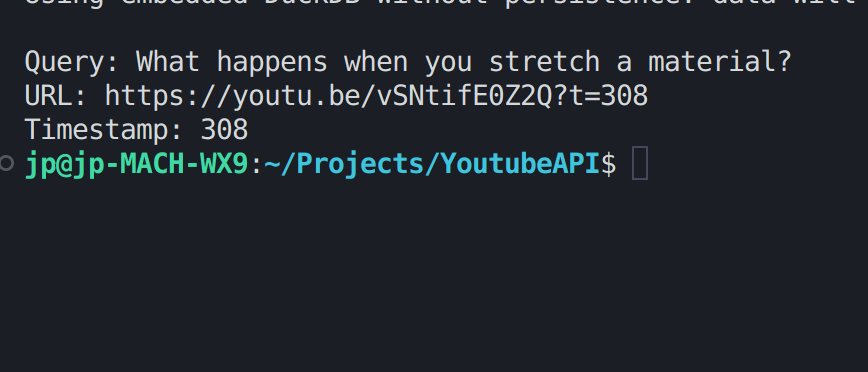 Using embedded DuckDB without persistence: data will
Query: What happens when you stretch a material?
URL: https://youtu.be/vSNtifE0Z2Q?t=308
Timestamp: 308
jp@jp-MACH-WX9:~/Projects/YoutubeAPI$